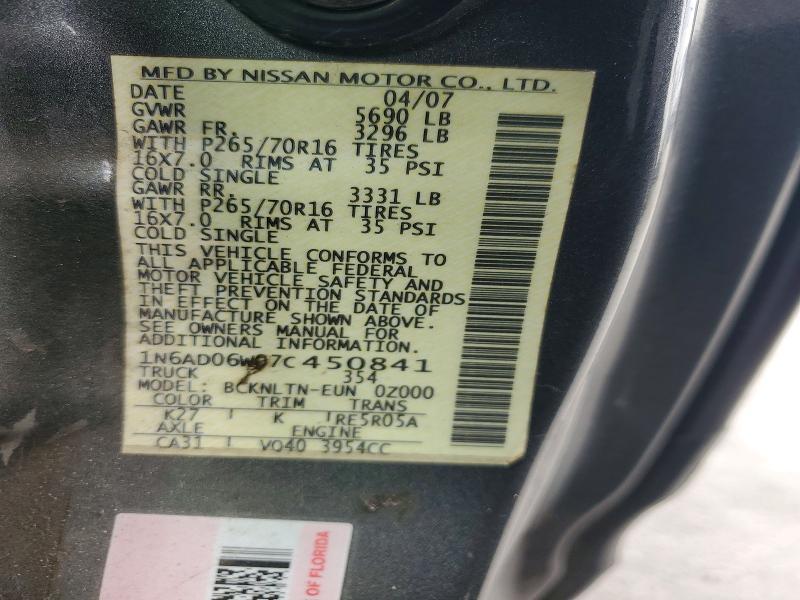 MFD BY NISSAN MOTOR CO., LTD.
DATE 04/07
GVWR 5690 LB
GAWR FR. 3296 LB
WITH P265/70R16 TIRES
16X7.0 RIMS AT 35 PSI
COLD SINGLE
GAWR RR. 3331 LB
WITH P265/70R16 TIRES
16X7.0 RIMS AT 35 PSI
COLD SINGLE
THIS VEHICLE CONFORMS TO
ALL APPLICABLE FEDERAL
MOTOR VEHICLE SAFETY AND
THEFT PREVENTION STANDARDS
IN EFFECT ON THE DATE OF
MANUFACTURE SHOWN ABOVE.
SEE OWNERS MANUAL FOR
ADDITIONAL INFORMATION.
1N6AD06W07C450841
TRUCK 354
MODEL: BCKNLTN-EUN 0Z000
COLOR TRIM TRANS
K27 K RE5R05A
AXLE ENGINE
CA31 VQ40 3954CC
OF FLORIDA